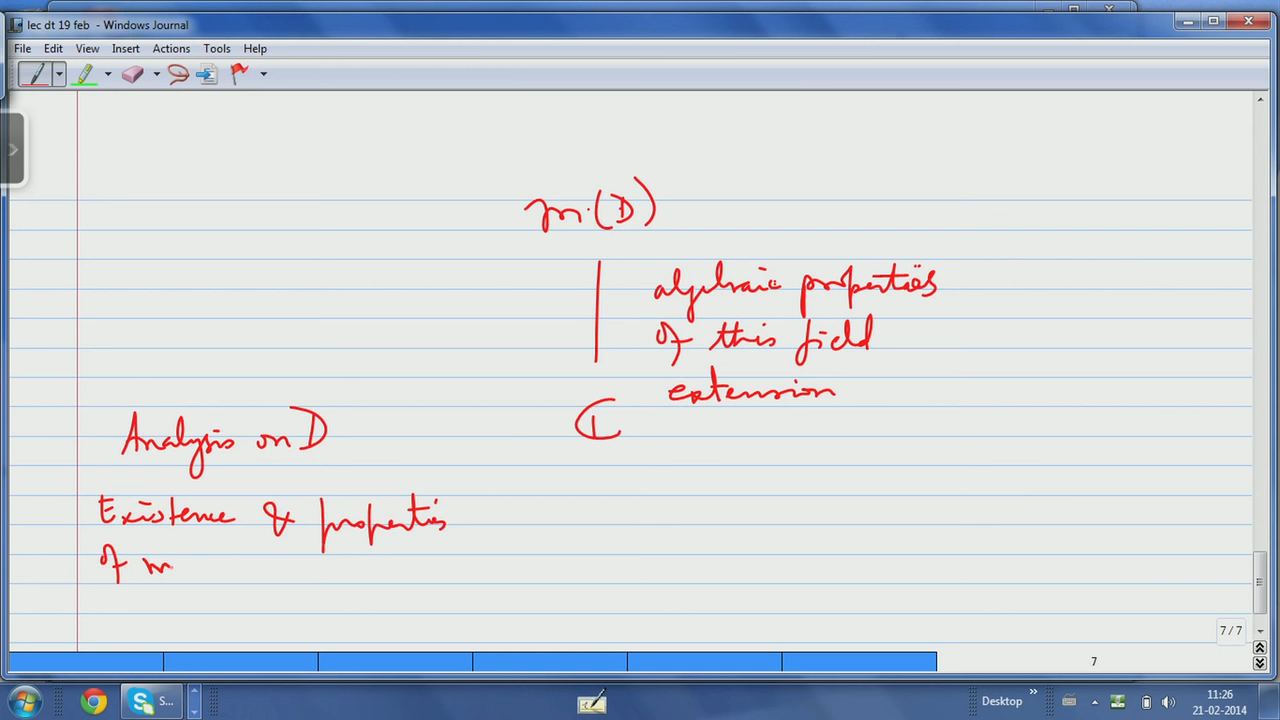 lec dt 19 feb - Windows Journal
File Edit View Insert Actions Tools Help
m(D)
algebraic properties
of this field
extension
ℂ
Analysis on D
Existence & properties
of m
7 / 7
7
S...
Desktop »
11:26
21-02-2014